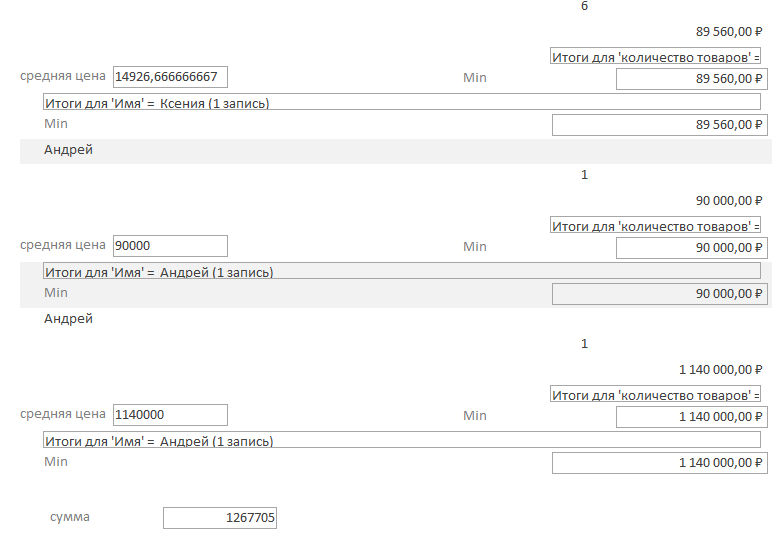 6
89 560,00 ₽
Итоги для 'количество товаров' =
средняя цена 14926,666666667 Min 89 560,00 ₽
Итоги для 'Имя' = Ксения (1 запись)
Min 89 560,00 ₽
Андрей
1
90 000,00 ₽
Итоги для 'количество товаров' =
средняя цена 90000 Min 90 000,00 ₽
Итоги для 'Имя' = Андрей (1 запись)
Min 90 000,00 ₽
Андрей
1
1 140 000,00 ₽
Итоги для 'количество товаров' =
средняя цена 1140000 Min 1 140 000,00 ₽
Итоги для 'Имя' = Андрей (1 запись)
Min 1 140 000,00 ₽
сумма 1267705